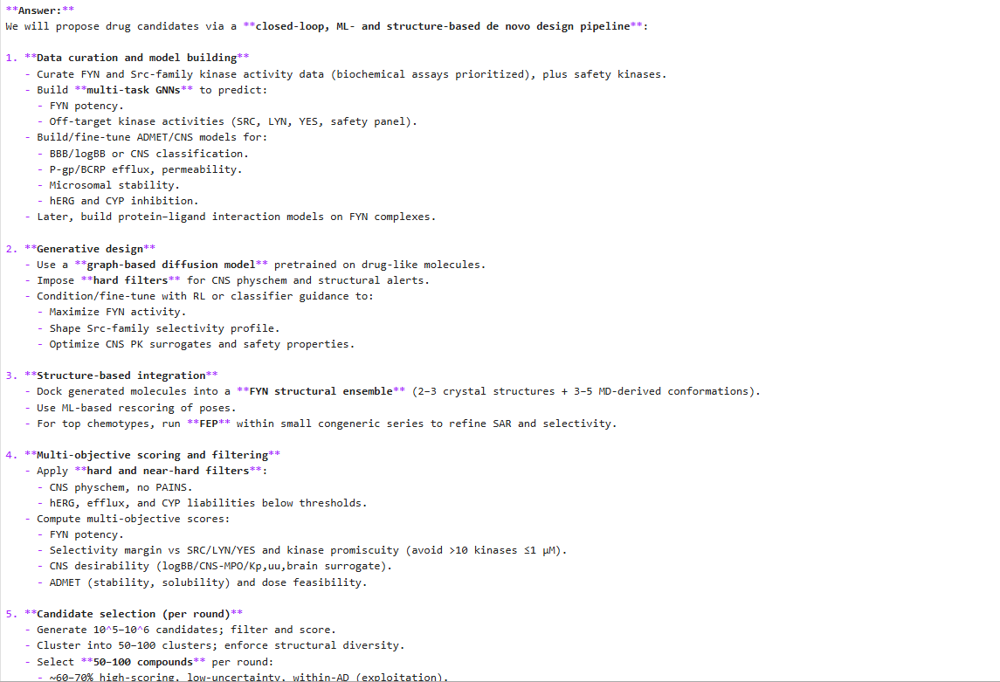 **Answer:**
We will propose drug candidates via a **closed-loop, ML- and structure-based de novo design pipeline**:
1. **Data curation and model building**
- Curate FYN and Src-family kinase activity data (biochemical assays prioritized), plus safety kinases.
- Build **multi-task GNNs** to predict:
- FYN potency.
- Off-target kinase activities (SRC, LYN, YES, safety panel).
- Build/fine-tune ADMET/CNS models for:
- BBB/logBB or CNS classification.
- P-gp/BCRP efflux, permeability.
- Microsomal stability.
- hERG and CYP inhibition.
- Later, build protein–ligand interaction models on FYN complexes.
2. **Generative design**
- Use a **graph-based diffusion model** pretrained on drug-like molecules.
- Impose **hard filters** for CNS physchem and structural alerts.
- Condition/fine-tune with RL or classifier guidance to:
- Maximize FYN activity.
- Shape Src-family selectivity profile.
- Optimize CNS PK surrogates and safety properties.
3. **Structure-based integration**
- Dock generated molecules into a **FYN structural ensemble** (2–3 crystal structures + 3–5 MD-derived conformations).
- Use ML-based rescoring of poses.
- For top chemotypes, run **FEP** within small congeneric series to refine SAR and selectivity.
4. **Multi-objective scoring and filtering**
- Apply **hard and near-hard filters**:
- CNS physchem, no PAINS.
- hERG, efflux, and CYP liabilities below thresholds.
- Compute multi-objective scores:
- FYN potency.
- Selectivity margin vs SRC/LYN/YES and kinase promiscuity (avoid >10 kinases ≤1 μM).
- CNS desirability (logBB/CNS-MPO/Kp,uu,brain surrogate).
- ADMET (stability, solubility) and dose feasibility.
5. **Candidate selection (per round)**
- Generate 10^5–10^6 candidates; filter and score.
- Cluster into 50–100 clusters; enforce structural diversity.
- Select **50–100 compounds** per round:
- ~60–70% high-scoring, low-uncertainty, within-AD (exploitation).